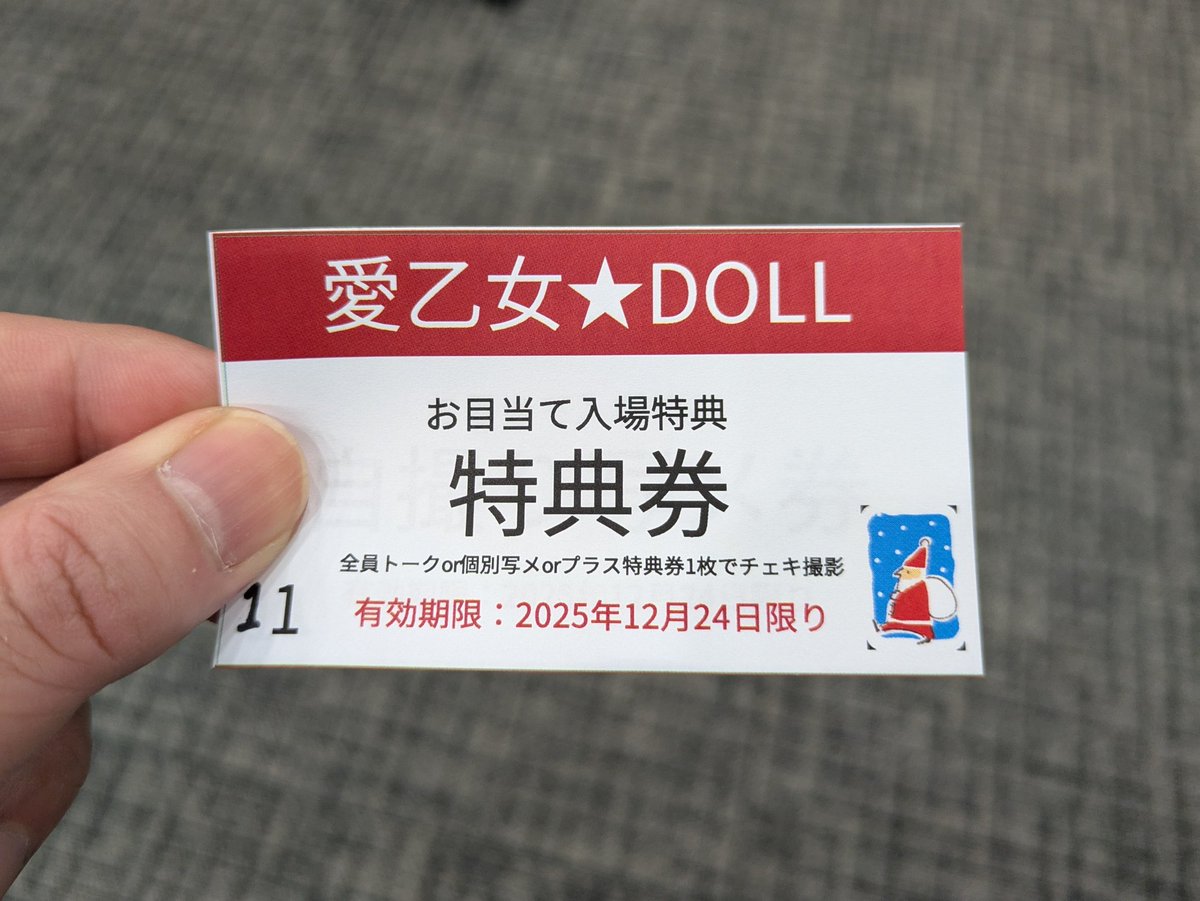 愛乙女★DOLL
お目当て入場特典
特典券
全員トークor個別写メorプラス特典券1枚でチェキ撮影
11
有効期限：2025年12月24日限り